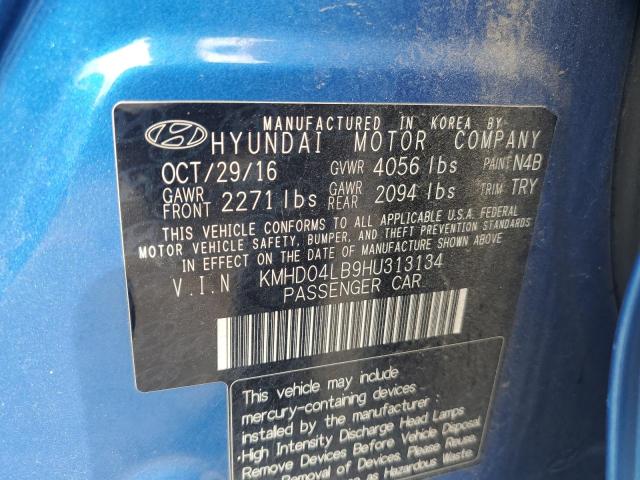 MANUFACTURED IN KOREA BY
HYUNDAI MOTOR COMPANY
OCT/29/16 GVWR 4056 lbs PAINT N4B
GAWR FRONT 2271 lbs GAWR REAR 2094 lbs TRIM TRY
THIS VEHICLE CONFORMS TO ALL APPLICABLE U.S.A. FEDERAL
MOTOR VEHICLE SAFETY, BUMPER, AND THEFT PREVENTION STANDARDS
IN EFFECT ON THE DATE OF MANUFACTURE SHOWN ABOVE.
V.I.N KMHD04LB9HU313134
PASSENGER CAR
This vehicle may include
mercury-containing devices
installed by the manufacturer :
•High Intensity Discharge Head Lamps
Remove Devices Before Vehicle Disposal
Removal of Devices. Please Reuse,
as Hazardous Waste.